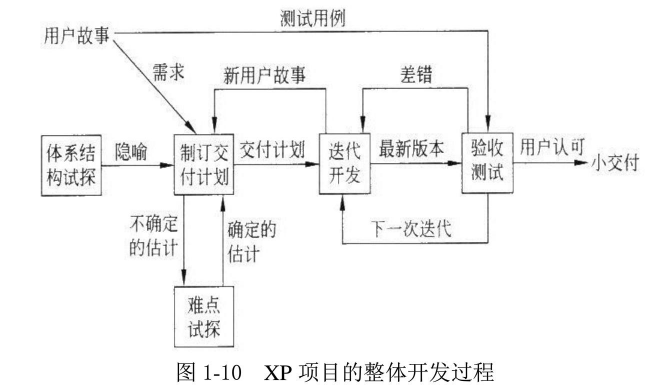 测试用例
用户故事
需求
新用户故事
差错
体系结
构试探
隐喻
制订交
付计划
交付计划
迭代
开发
最新版本
验收
测试
用户认可
小交付
不确定
的估计
确定的
估计
下一次迭代
难点
试探
图 1-10 XP 项目的整体开发过程